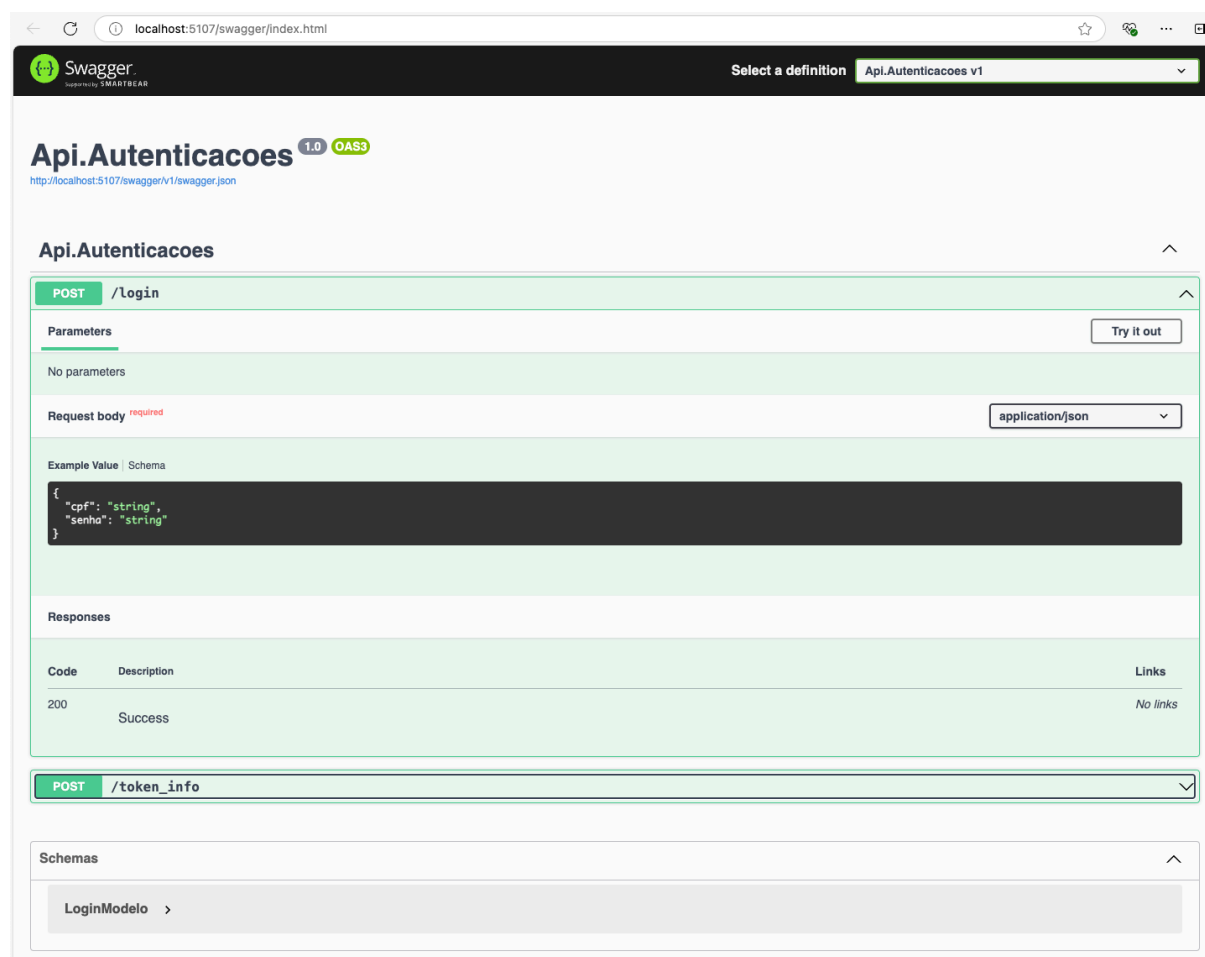 localhost:5107/swagger/index.html
Swagger.
Supported by SMARTBEAR
Select a definition
Api.Autenticacoes v1
Api.Autenticacoes 1.0 OAS3
http://localhost:5107/swagger/v1/swagger.json
Api.Autenticacoes
POST /login
Parameters
Try it out
No parameters
Request body required
application/json
Example Value Schema
{
"cpf": "string",
"senha": "string"
}
Responses
Code Description Links
200 Success No links
POST /token_info
Schemas
LoginModelo